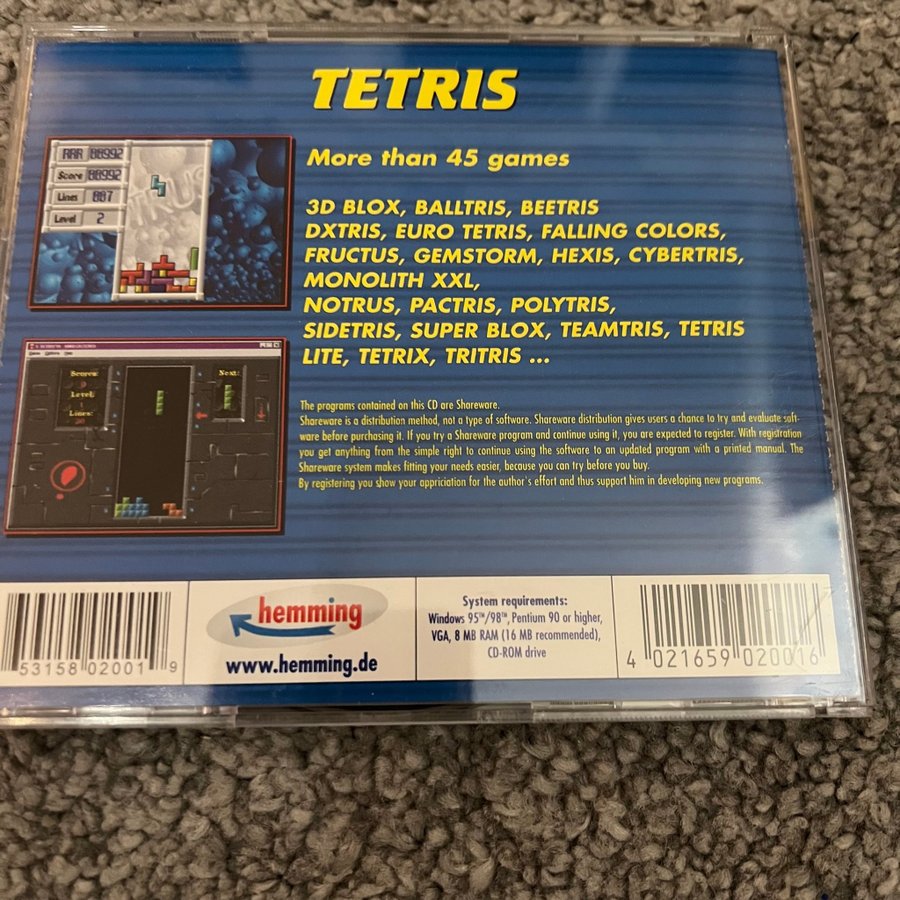 TETRIS
More than 45 games
3D BLOX, BALLTRIS, BEETRIS
DXTRIS, EURO TETRIS, FALLING COLORS,
FRUCTUS, GEMSTORM, HEXIS, CYBERTRIS,
MONOLITH XXL,
NOTRUS, PACTRIS, POLYTRIS,
SIDETRIS, SUPER BLOX, TEAMTRIS, TETRIS
LITE, TETRIX, TRITRIS ...
RRR 00992
Score 00992
Lines 007
Level 2
Scores:
Level:
Lines:
Next:
The programs contained on this CD are Shareware.
Shareware is a distribution method, not a type of software. Shareware distribution gives users a chance to try and evaluate soft-
ware before purchasing it. If you try a Shareware program and continue using it, you are expected to register. With registration
you get anything from the simple right to continue using the software to an updated program with a printed manual. The
Shareware system makes fitting your needs easier, because you can try before you buy.
By registering you show your appriciation for the author's effort and thus support him in developing new programs.
53158 02001 9
hemming
www.hemming.de
System requirements:
Windows 95™/98™, Pentium 90 or higher,
VGA, 8 MB RAM (16 MB recommended),
CD-ROM drive
4 021659 020016